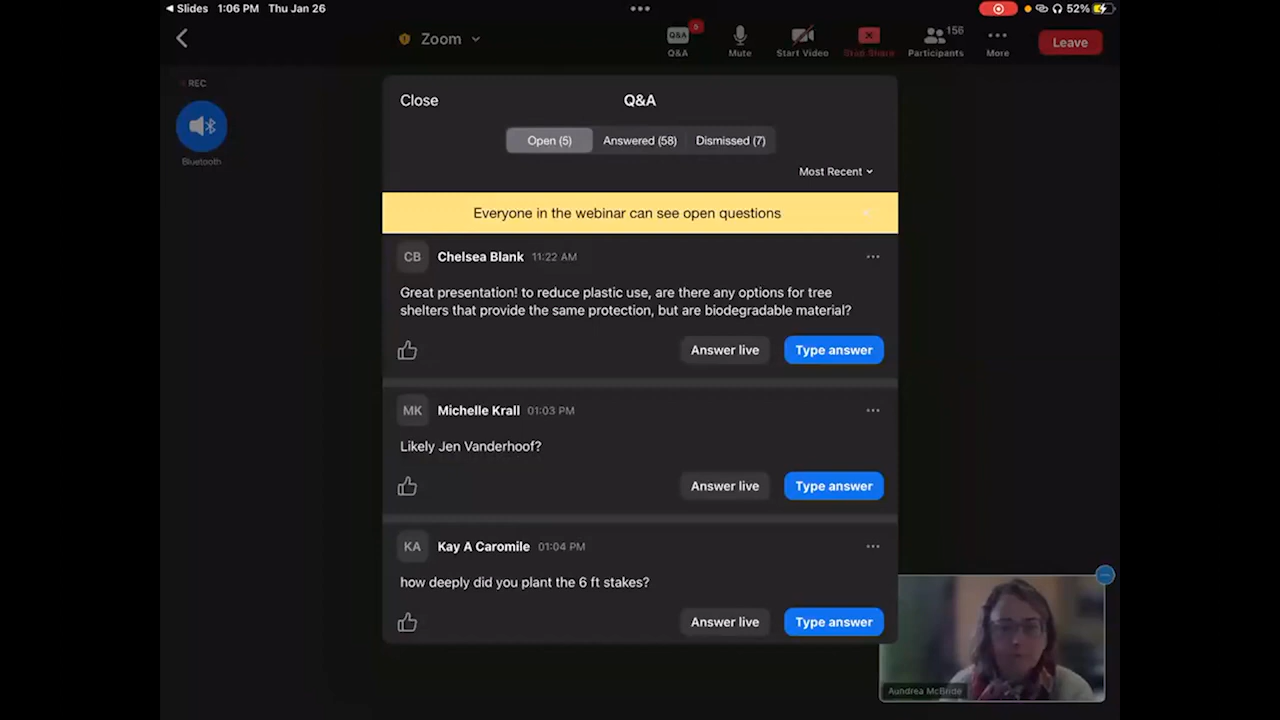 Slides 1:06 PM Thu Jan 26
52%
Zoom
Q&A
5
Q&A
Mute
Start Video
Stop Share
156
Participants
More
Leave
REC
Bluetooth
Close
Q&A
Open (5)
Answered (58)
Dismissed (7)
Most Recent
Everyone in the webinar can see open questions
CB
Chelsea Blank 11:22 AM
Great presentation! to reduce plastic use, are there any options for tree
shelters that provide the same protection, but are biodegradable material?
Answer live
Type answer
MK
Michelle Krall 01:03 PM
Likely Jen Vanderhoof?
Answer live
Type answer
KA
Kay A Caromile 01:04 PM
how deeply did you plant the 6 ft stakes?
Answer live
Type answer
Aundrea McBride